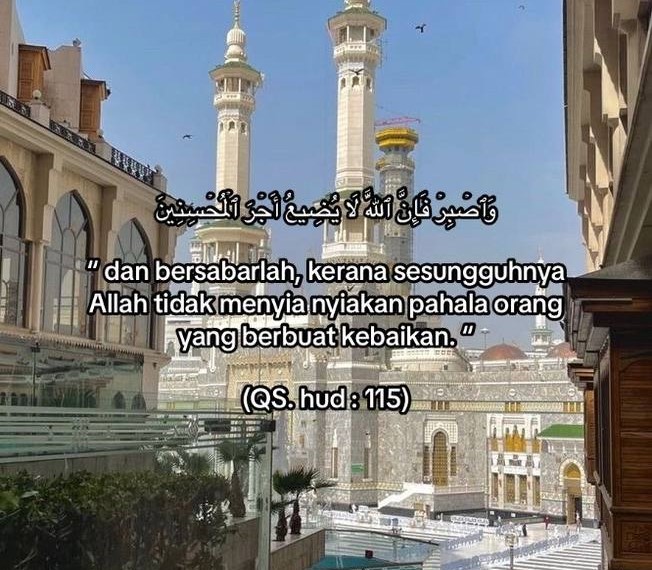 وَٱصْبِرْ فَإِنَّ ٱللَّهَ لَا يُضِيعُ أَجْرَ ٱلْمُحْسِنِينَ
“ dan bersabarlah, kerana sesungguhnya
Allah tidak menyia nyiakan pahala orang
yang berbuat kebaikan. ”
(QS. hud : 115)